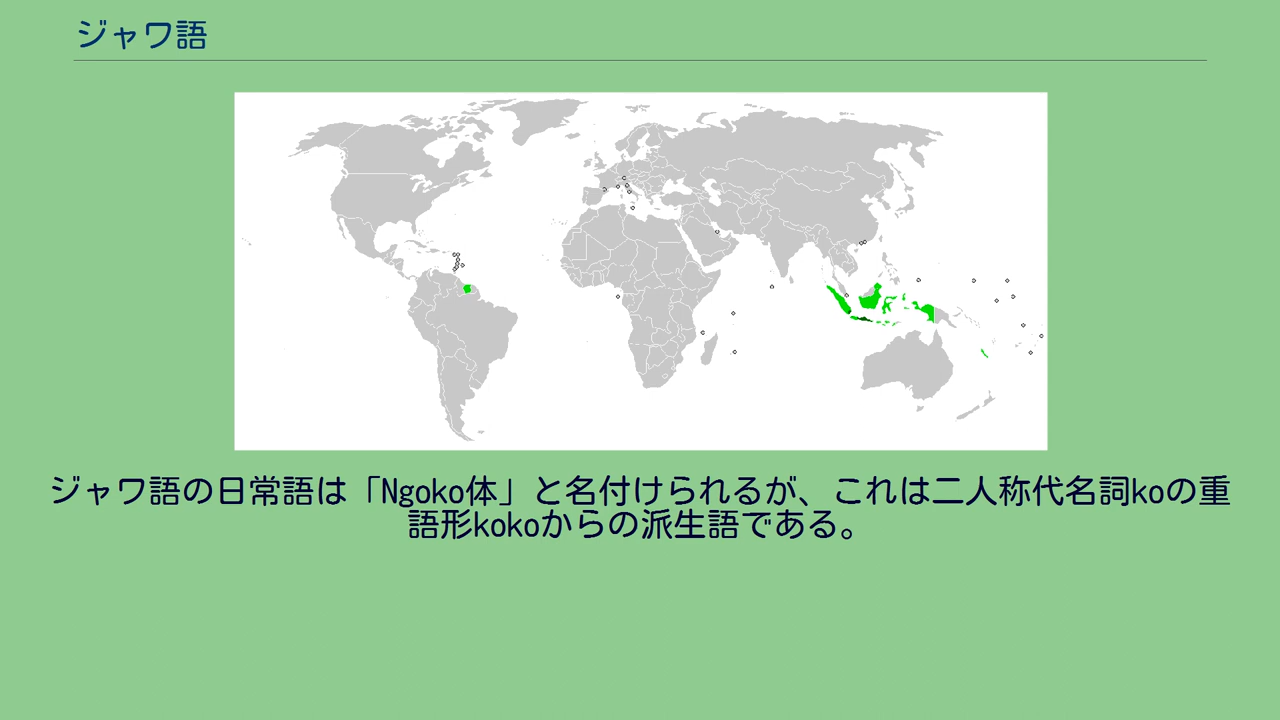 ジャワ語
ジャワ語の日常語は「Ngoko体」と名付けられるが、これは二人称代名詞koの重
語形kokoからの派生語である。